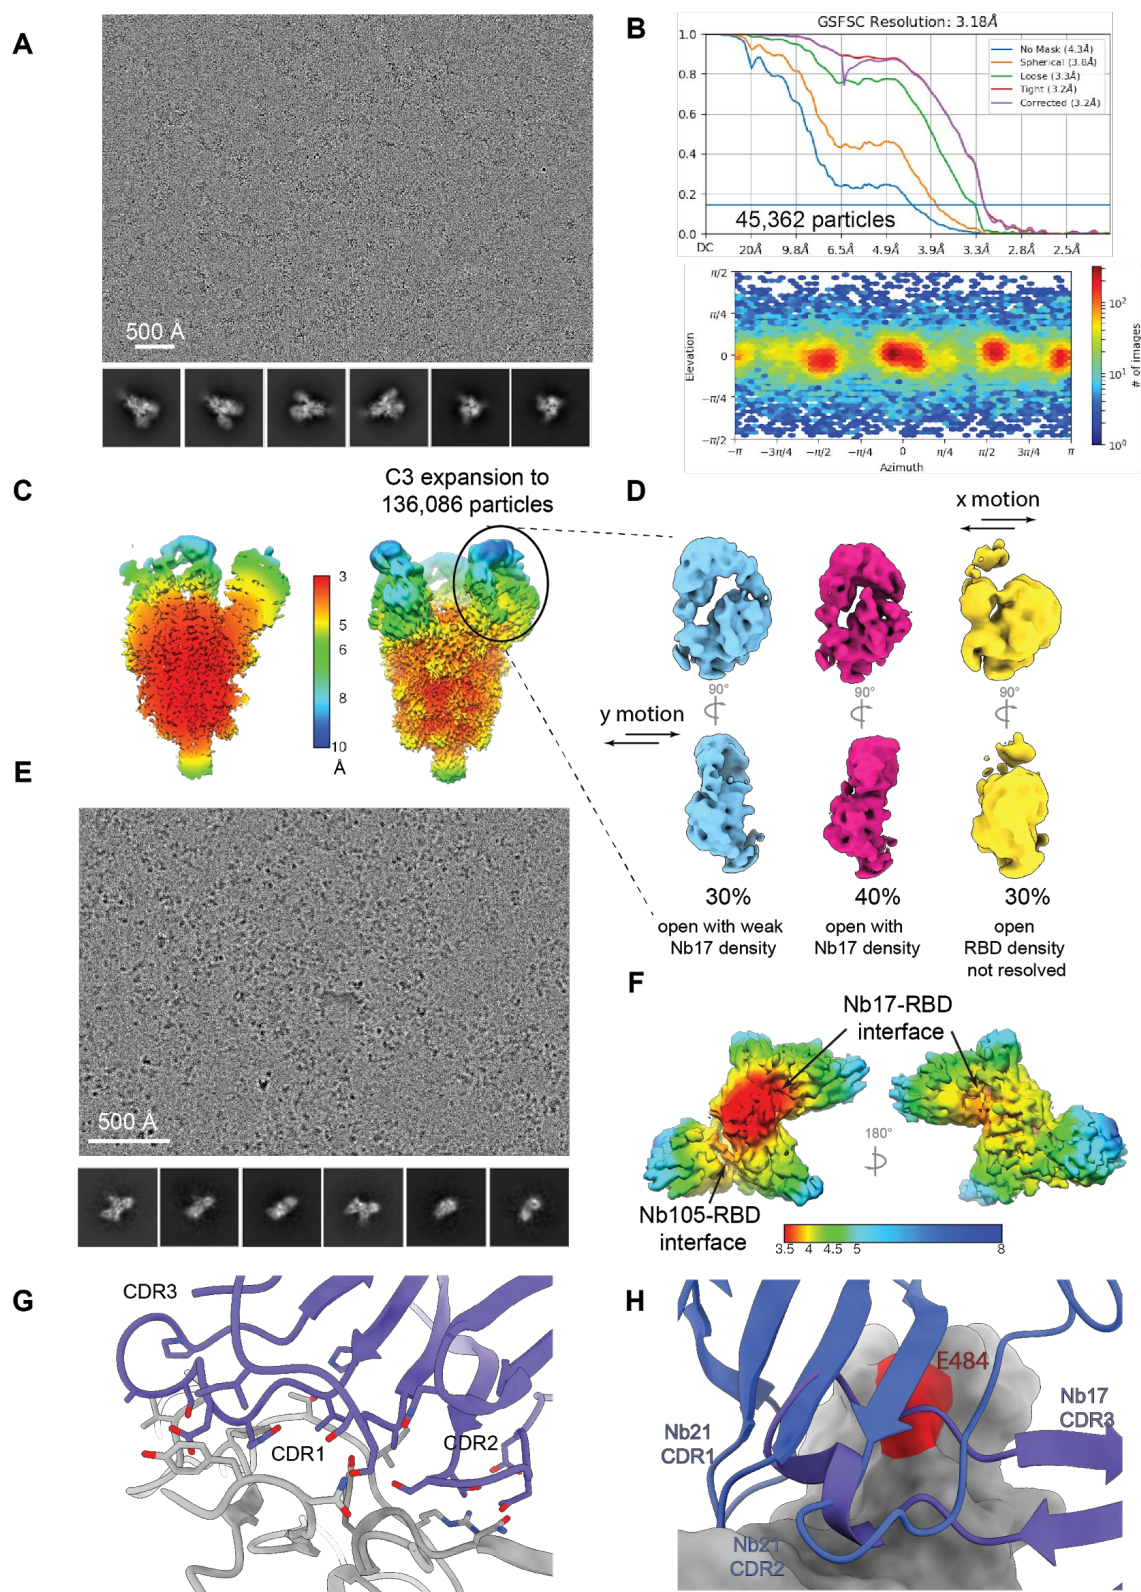 A
500 Å
B
GSFSC Resolution: 3.18Å
1.0
0.8
0.6
0.4
0.2
0.0
No Mask (4.3Å)
Spherical (3.8Å)
Loose (3.3Å)
Tight (3.2Å)
Corrected (3.2Å)
45,362 particles
DC 20Å 9.8Å 6.5Å 4.9Å 3.9Å 3.3Å 2.8Å 2.5Å
π/2
π/4
0
−π/4
−π/2
Elevation
−π −3π/4 −π/2 −π/4 0 π/4 π/2 3π/4 π
Azimuth
10²
10¹
10⁰
# of images
C
C3 expansion to
136,086 particles
3
5
6
8
10
Å
D
x motion
90°
90°
90°
y motion
30%
open with weak
Nb17 density
40%
open with
Nb17 density
30%
open
RBD density
not resolved
E
500 Å
F
Nb17-RBD
interface
180°
Nb105-RBD
interface
3.5 4 4.5 5 8
G
CDR3
CDR1
CDR2
H
E484
Nb21
CDR1
Nb17
CDR3
Nb21
CDR2